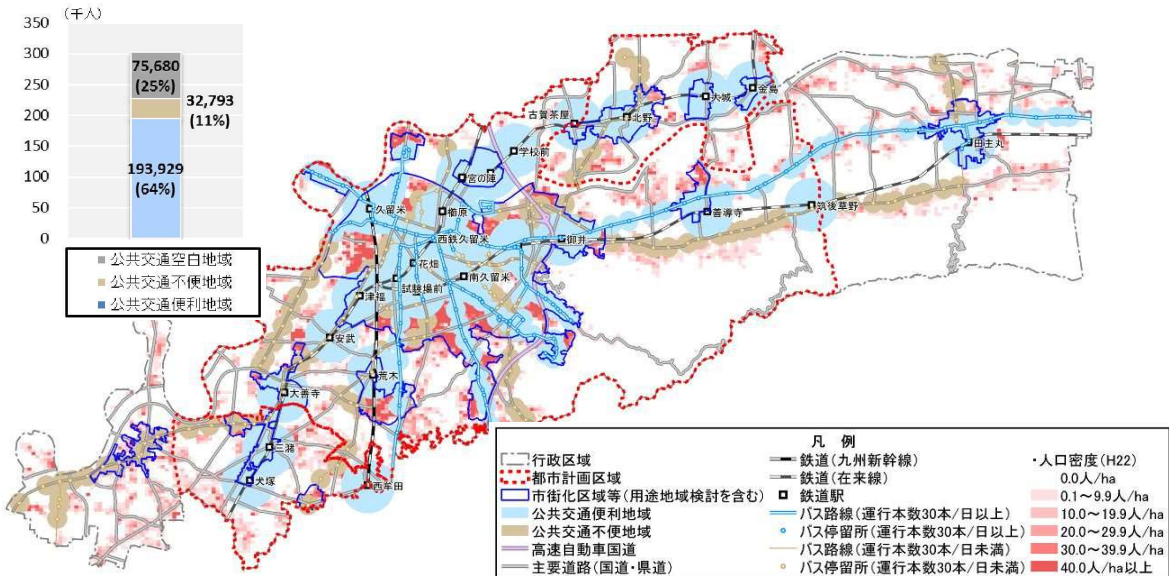 (千人)
350
300
250
200
150
100
50
0
75,680
(25%)
32,793
(11%)
193,929
(64%)
公共交通空白地域
公共交通不便地域
公共交通便利地域
金島
大城
古賀茶屋
北野
学校前
田主丸
宮の陣
久留米
櫛原
善導寺
筑後草野
西鉄久留米
御井
花畑
南久留米
津福
試験場前
安武
荒木
大善寺
三潴
犬塚
西牟田
凡 例
行政区域
都市計画区域
市街化区域等(用途地域検討を含む)
公共交通便利地域
公共交通不便地域
高速自動車国道
主要道路(国道・県道)
鉄道(九州新幹線)
鉄道(在来線)
鉄道駅
バス路線(運行本数30本/日以上)
バス停留所(運行本数30本/日以上)
バス路線(運行本数30本/日未満)
バス停留所(運行本数30本/日未満)
・人口密度(H22)
0.0人/ha
0.1～9.9人/ha
10.0～19.9人/ha
20.0～29.9人/ha
30.0～39.9人/ha
40.0人/ha以上